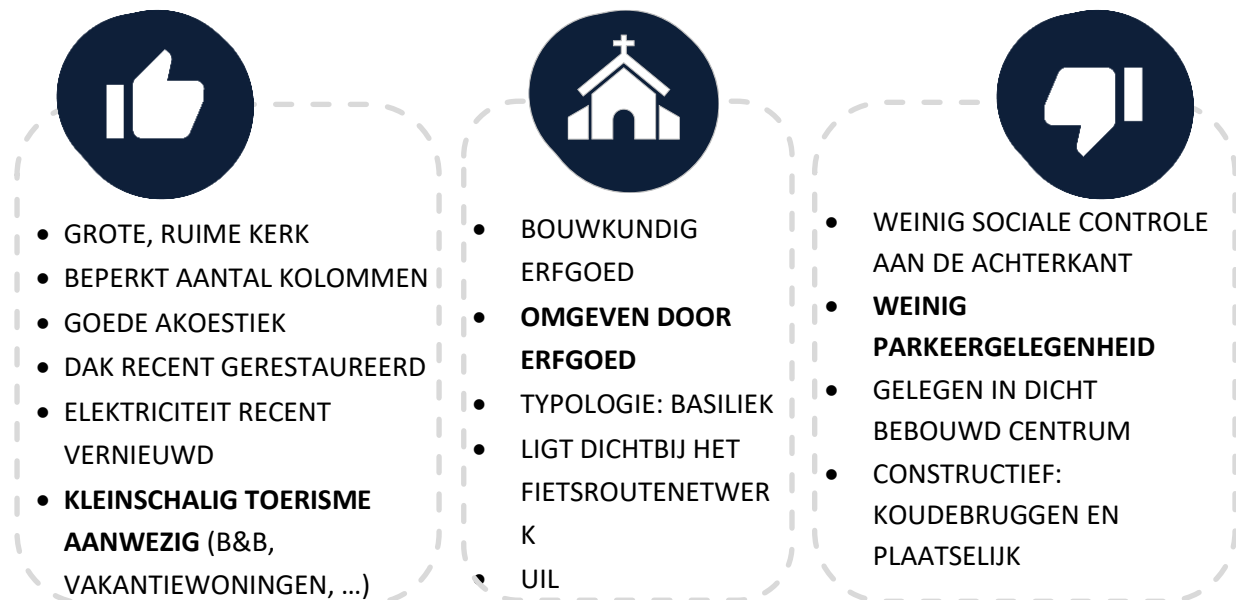 • GROTE, RUIME KERK
• BEPERKT AANTAL KOLOMMEN
• GOEDE AKOESTIEK
• DAK RECENT GERESTAUREERD
• ELEKTRICITEIT RECENT
VERNIEUWD
• KLEINSCHALIG TOERISME
AANWEZIG (B&B,
VAKANTIEWONINGEN, …)
• BOUWKUNDIG
ERFGOED
• OMGEVEN DOOR
ERFGOED
• TYPOLOGIE: BASILIEK
• LIGT DICHTBIJ HET
FIETSROUTENETWER
K
• UIL
• WEINIG SOCIALE CONTROLE
AAN DE ACHTERKANT
• WEINIG
PARKEERGELEGENHEID
• GELEGEN IN DICHT
BEBOUWD CENTRUM
• CONSTRUCTIEF:
KOUDEBRUGGEN EN
PLAATSELIJK